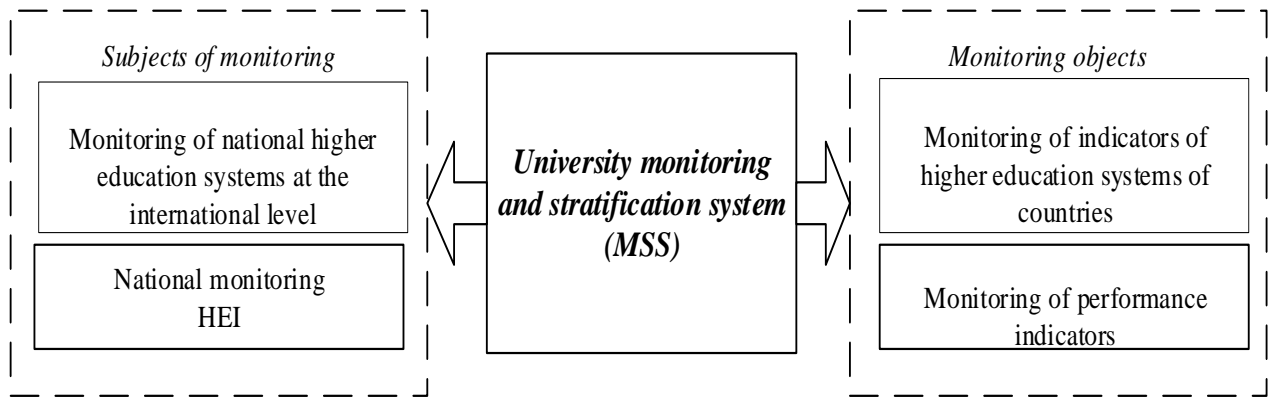 Subjects of monitoring
Monitoring of national higher
education systems at the
international level
National monitoring
HEI
University monitoring
and stratification system
(MSS)
Monitoring objects
Monitoring of indicators of
higher education systems of
countries
Monitoring of performance
indicators